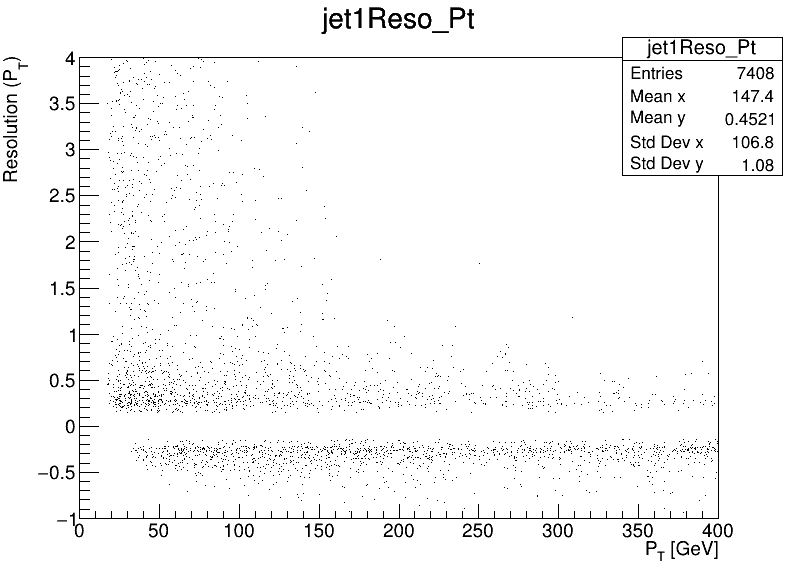 jet1Reso_Pt
jet1Reso_Pt
Entries 7408
Mean x 147.4
Mean y 0.4521
Std Dev x 106.8
Std Dev y 1.08
Resolution (P_T)
4
3.5
3
2.5
2
1.5
1
0.5
0
−0.5
−1
0 50 100 150 200 250 300 350 400
P_T [GeV]